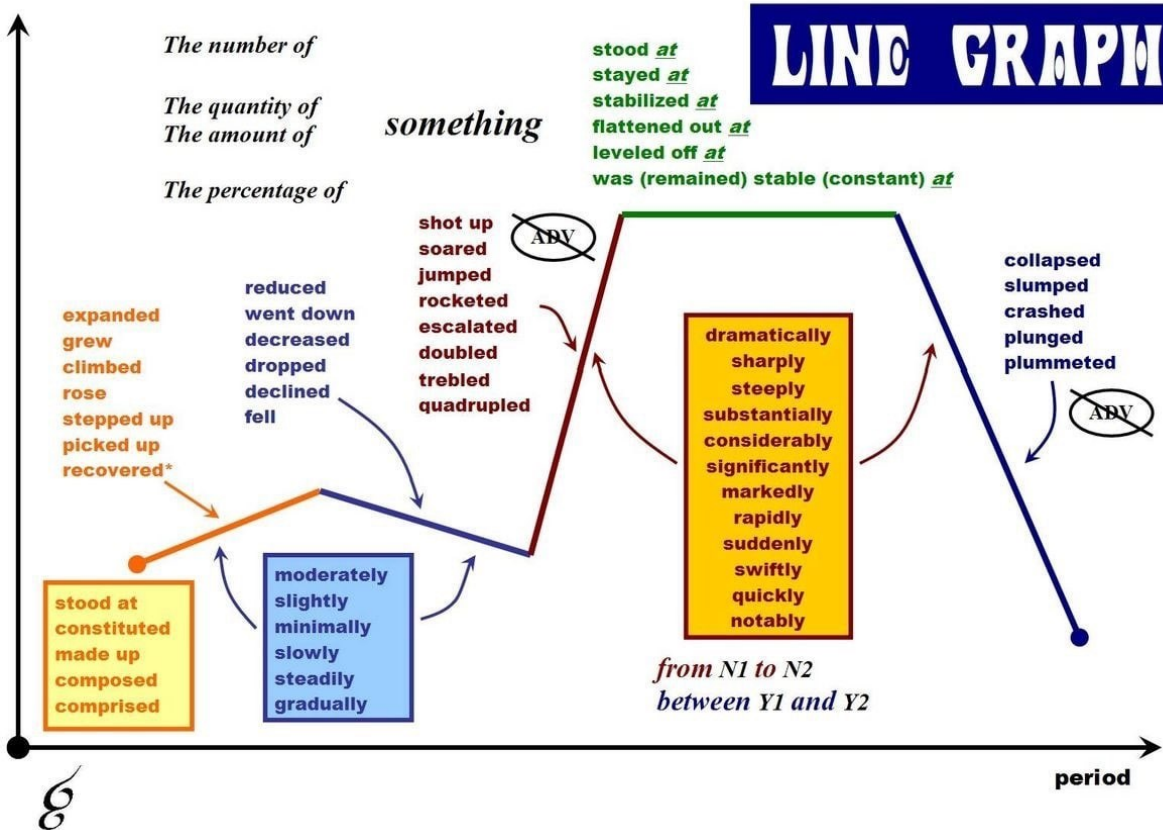 LINE GRAPH
The number of
The quantity of
The amount of
The percentage of
something
stood at
stayed at
stabilized at
flattened out at
leveled off at
was (remained) stable (constant) at
expanded
grew
climbed
rose
stepped up
picked up
recovered*
reduced
went down
decreased
dropped
declined
fell
shot up
soared
jumped
rocketed
escalated
doubled
trebled
quadrupled
ADV
dramatically
sharply
steeply
substantially
considerably
significantly
markedly
rapidly
suddenly
swiftly
quickly
notably
collapsed
slumped
crashed
plunged
plummeted
ADV
stood at
constituted
made up
composed
comprised
moderately
slightly
minimally
slowly
steadily
gradually
from N1 to N2
between Y1 and Y2
period